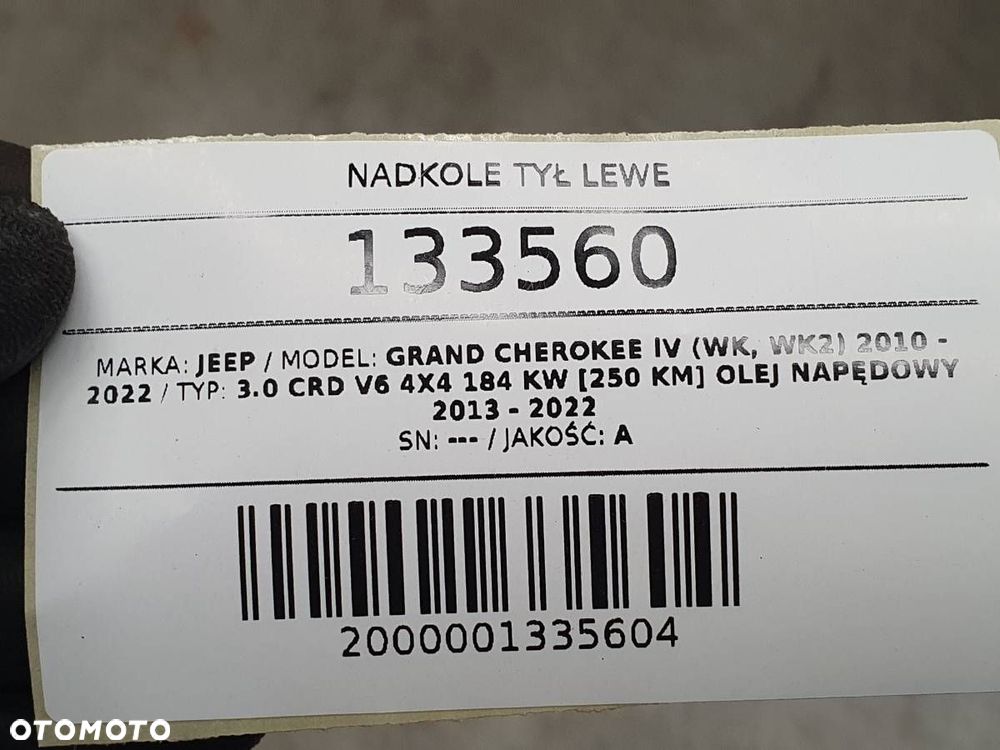 NADKOLE TYŁ LEWE
133560
MARKA: JEEP / MODEL: GRAND CHEROKEE IV (WK, WK2) 2010 -
2022 / TYP: 3.0 CRD V6 4X4 184 KW [250 KM] OLEJ NAPĘDOWY
2013 - 2022
SN: --- / JAKOŚĆ: A
2000001335604
OTOMOTO